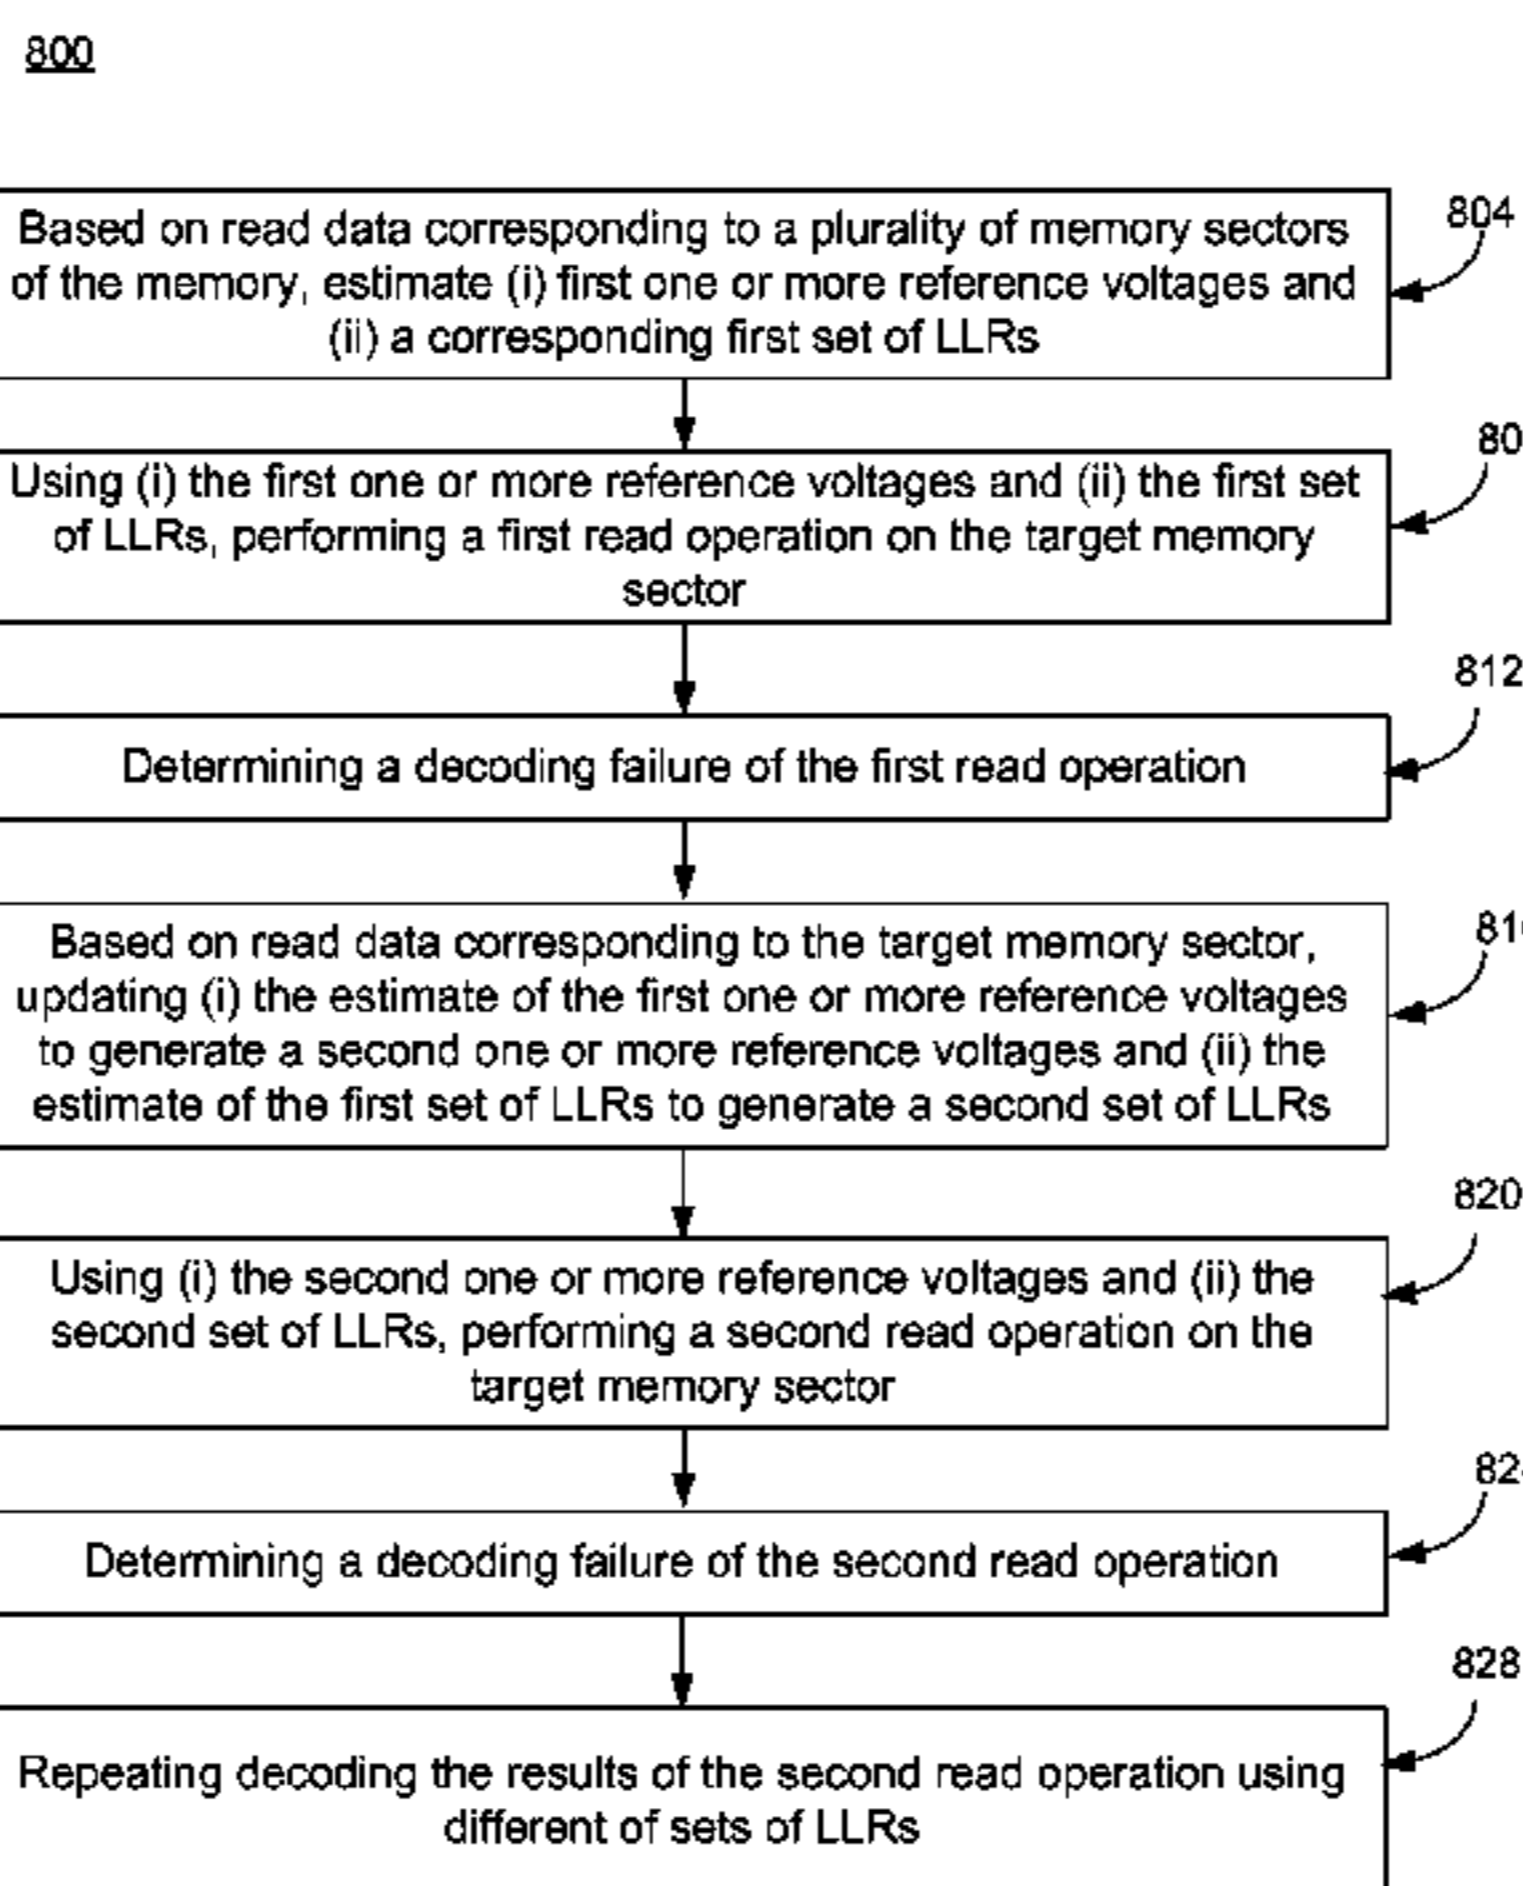 800
Based on read data corresponding to a plurality of memory sectors
of the memory, estimate (i) first one or more reference voltages and
(ii) a corresponding first set of LLRs
804
Using (i) the first one or more reference voltages and (ii) the first set
of LLRs, performing a first read operation on the target memory
sector
80
Determining a decoding failure of the first read operation
812
Based on read data corresponding to the target memory sector,
updating (i) the estimate of the first one or more reference voltages
to generate a second one or more reference voltages and (ii) the
estimate of the first set of LLRs to generate a second set of LLRs
81
Using (i) the second one or more reference voltages and (ii) the
second set of LLRs, performing a second read operation on the
target memory sector
820
Determining a decoding failure of the second read operation
82
Repeating decoding the results of the second read operation using
different of sets of LLRs
828